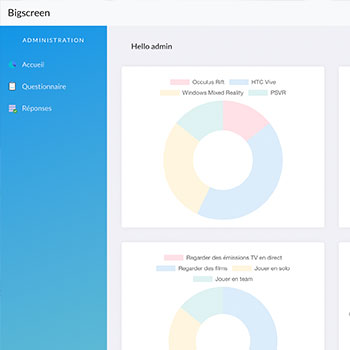 Bigscreen
ADMINISTRATION
Accueil
Questionnaire
Réponses
Hello admin
Occulus Rift HTC Vive
Windows Mixed Reality PSVR
Regarder des émissions TV en direct
Regarder des films Jouer en solo
Jouer en team